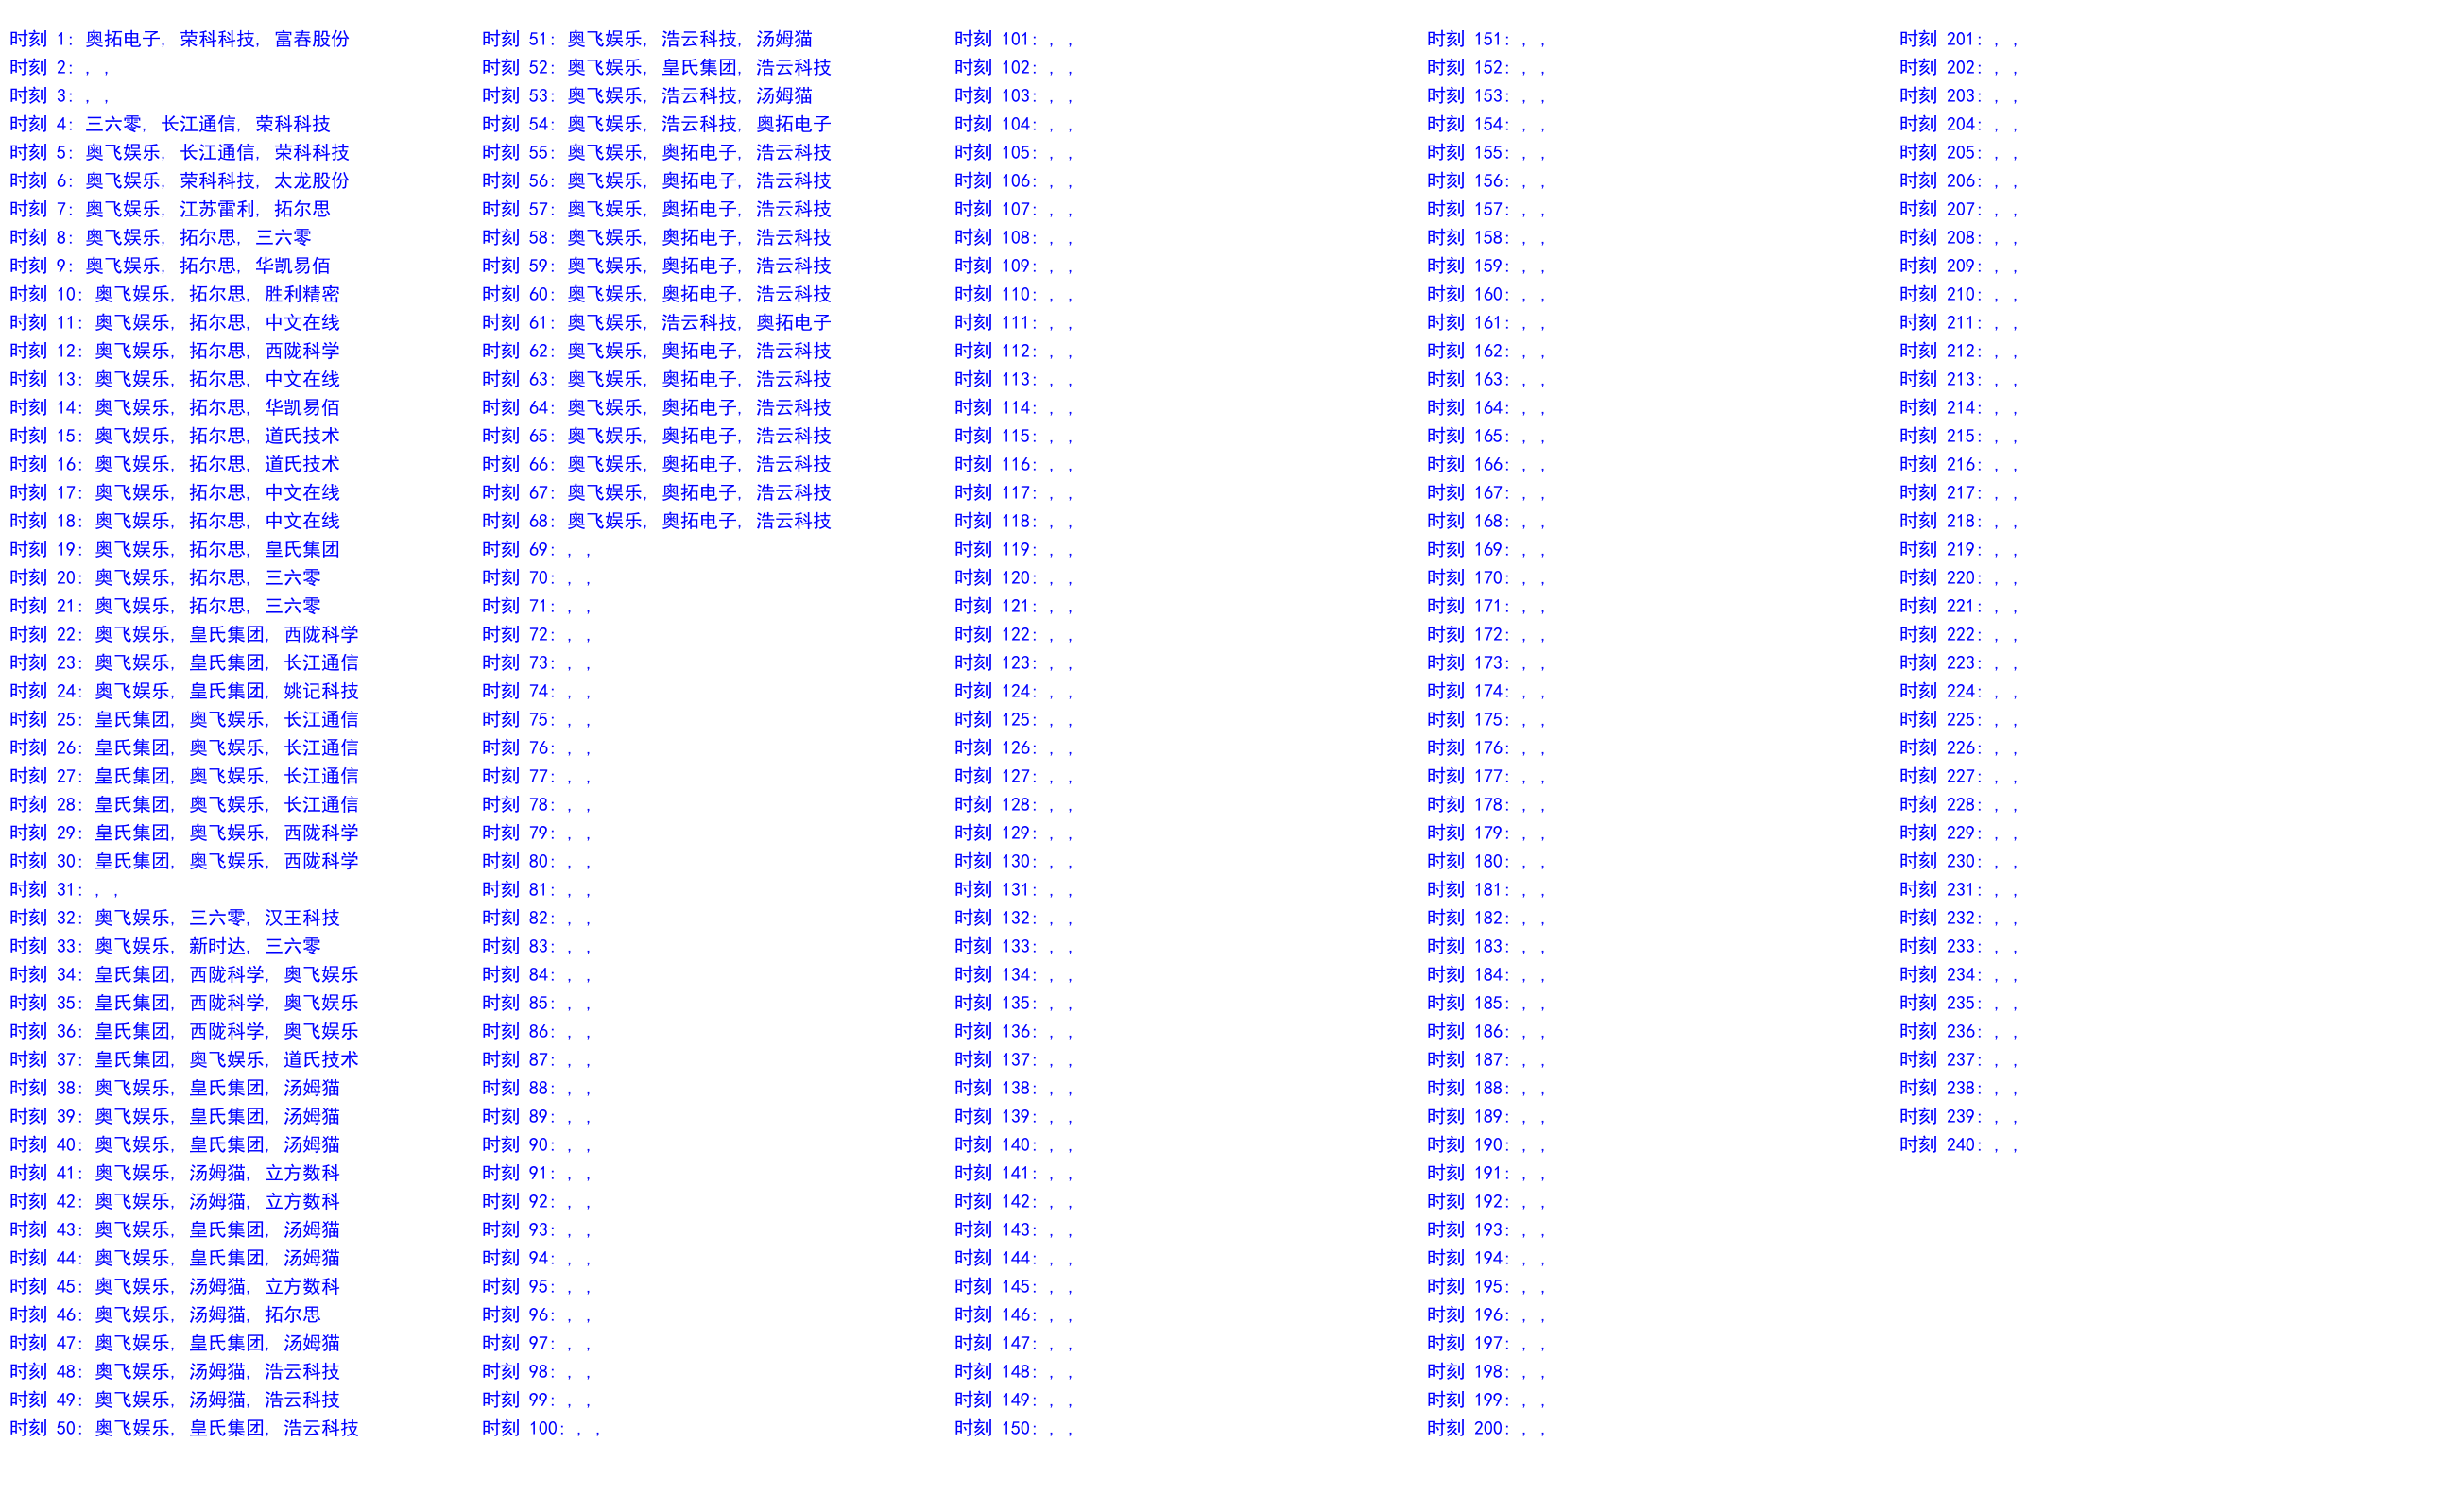 时刻 1: 奥拓电子, 荣科科技, 富春股份
时刻 2: , ,
时刻 3: , ,
时刻 4: 三六零, 长江通信, 荣科科技
时刻 5: 奥飞娱乐, 长江通信, 荣科科技
时刻 6: 奥飞娱乐, 荣科科技, 太龙股份
时刻 7: 奥飞娱乐, 江苏雷利, 拓尔思
时刻 8: 奥飞娱乐, 拓尔思, 三六零
时刻 9: 奥飞娱乐, 拓尔思, 华凯易佰
时刻 10: 奥飞娱乐, 拓尔思, 胜利精密
时刻 11: 奥飞娱乐, 拓尔思, 中文在线
时刻 12: 奥飞娱乐, 拓尔思, 西陇科学
时刻 13: 奥飞娱乐, 拓尔思, 中文在线
时刻 14: 奥飞娱乐, 拓尔思, 华凯易佰
时刻 15: 奥飞娱乐, 拓尔思, 道氏技术
时刻 16: 奥飞娱乐, 拓尔思, 道氏技术
时刻 17: 奥飞娱乐, 拓尔思, 中文在线
时刻 18: 奥飞娱乐, 拓尔思, 中文在线
时刻 19: 奥飞娱乐, 拓尔思, 皇氏集团
时刻 20: 奥飞娱乐, 拓尔思, 三六零
时刻 21: 奥飞娱乐, 拓尔思, 三六零
时刻 22: 奥飞娱乐, 皇氏集团, 西陇科学
时刻 23: 奥飞娱乐, 皇氏集团, 长江通信
时刻 24: 奥飞娱乐, 皇氏集团, 姚记科技
时刻 25: 皇氏集团, 奥飞娱乐, 长江通信
时刻 26: 皇氏集团, 奥飞娱乐, 长江通信
时刻 27: 皇氏集团, 奥飞娱乐, 长江通信
时刻 28: 皇氏集团, 奥飞娱乐, 长江通信
时刻 29: 皇氏集团, 奥飞娱乐, 西陇科学
时刻 30: 皇氏集团, 奥飞娱乐, 西陇科学
时刻 31: , ,
时刻 32: 奥飞娱乐, 三六零, 汉王科技
时刻 33: 奥飞娱乐, 新时达, 三六零
时刻 34: 皇氏集团, 西陇科学, 奥飞娱乐
时刻 35: 皇氏集团, 西陇科学, 奥飞娱乐
时刻 36: 皇氏集团, 西陇科学, 奥飞娱乐
时刻 37: 皇氏集团, 奥飞娱乐, 道氏技术
时刻 38: 奥飞娱乐, 皇氏集团, 汤姆猫
时刻 39: 奥飞娱乐, 皇氏集团, 汤姆猫
时刻 40: 奥飞娱乐, 皇氏集团, 汤姆猫
时刻 41: 奥飞娱乐, 汤姆猫, 立方数科
时刻 42: 奥飞娱乐, 汤姆猫, 立方数科
时刻 43: 奥飞娱乐, 皇氏集团, 汤姆猫
时刻 44: 奥飞娱乐, 皇氏集团, 汤姆猫
时刻 45: 奥飞娱乐, 汤姆猫, 立方数科
时刻 46: 奥飞娱乐, 汤姆猫, 拓尔思
时刻 47: 奥飞娱乐, 皇氏集团, 汤姆猫
时刻 48: 奥飞娱乐, 汤姆猫, 浩云科技
时刻 49: 奥飞娱乐, 汤姆猫, 浩云科技
时刻 50: 奥飞娱乐, 皇氏集团, 浩云科技
时刻 51: 奥飞娱乐, 浩云科技, 汤姆猫
时刻 52: 奥飞娱乐, 皇氏集团, 浩云科技
时刻 53: 奥飞娱乐, 浩云科技, 汤姆猫
时刻 54: 奥飞娱乐, 浩云科技, 奥拓电子
时刻 55: 奥飞娱乐, 奥拓电子, 浩云科技
时刻 56: 奥飞娱乐, 奥拓电子, 浩云科技
时刻 57: 奥飞娱乐, 奥拓电子, 浩云科技
时刻 58: 奥飞娱乐, 奥拓电子, 浩云科技
时刻 59: 奥飞娱乐, 奥拓电子, 浩云科技
时刻 60: 奥飞娱乐, 奥拓电子, 浩云科技
时刻 61: 奥飞娱乐, 浩云科技, 奥拓电子
时刻 62: 奥飞娱乐, 奥拓电子, 浩云科技
时刻 63: 奥飞娱乐, 奥拓电子, 浩云科技
时刻 64: 奥飞娱乐, 奥拓电子, 浩云科技
时刻 65: 奥飞娱乐, 奥拓电子, 浩云科技
时刻 66: 奥飞娱乐, 奥拓电子, 浩云科技
时刻 67: 奥飞娱乐, 奥拓电子, 浩云科技
时刻 68: 奥飞娱乐, 奥拓电子, 浩云科技
时刻 69: , ,
时刻 70: , ,
时刻 71: , ,
时刻 72: , ,
时刻 73: , ,
时刻 74: , ,
时刻 75: , ,
时刻 76: , ,
时刻 77: , ,
时刻 78: , ,
时刻 79: , ,
时刻 80: , ,
时刻 81: , ,
时刻 82: , ,
时刻 83: , ,
时刻 84: , ,
时刻 85: , ,
时刻 86: , ,
时刻 87: , ,
时刻 88: , ,
时刻 89: , ,
时刻 90: , ,
时刻 91: , ,
时刻 92: , ,
时刻 93: , ,
时刻 94: , ,
时刻 95: , ,
时刻 96: , ,
时刻 97: , ,
时刻 98: , ,
时刻 99: , ,
时刻 100: , ,
时刻 101: , ,
时刻 102: , ,
时刻 103: , ,
时刻 104: , ,
时刻 105: , ,
时刻 106: , ,
时刻 107: , ,
时刻 108: , ,
时刻 109: , ,
时刻 110: , ,
时刻 111: , ,
时刻 112: , ,
时刻 113: , ,
时刻 114: , ,
时刻 115: , ,
时刻 116: , ,
时刻 117: , ,
时刻 118: , ,
时刻 119: , ,
时刻 120: , ,
时刻 121: , ,
时刻 122: , ,
时刻 123: , ,
时刻 124: , ,
时刻 125: , ,
时刻 126: , ,
时刻 127: , ,
时刻 128: , ,
时刻 129: , ,
时刻 130: , ,
时刻 131: , ,
时刻 132: , ,
时刻 133: , ,
时刻 134: , ,
时刻 135: , ,
时刻 136: , ,
时刻 137: , ,
时刻 138: , ,
时刻 139: , ,
时刻 140: , ,
时刻 141: , ,
时刻 142: , ,
时刻 143: , ,
时刻 144: , ,
时刻 145: , ,
时刻 146: , ,
时刻 147: , ,
时刻 148: , ,
时刻 149: , ,
时刻 150: , ,
时刻 151: , ,
时刻 152: , ,
时刻 153: , ,
时刻 154: , ,
时刻 155: , ,
时刻 156: , ,
时刻 157: , ,
时刻 158: , ,
时刻 159: , ,
时刻 160: , ,
时刻 161: , ,
时刻 162: , ,
时刻 163: , ,
时刻 164: , ,
时刻 165: , ,
时刻 166: , ,
时刻 167: , ,
时刻 168: , ,
时刻 169: , ,
时刻 170: , ,
时刻 171: , ,
时刻 172: , ,
时刻 173: , ,
时刻 174: , ,
时刻 175: , ,
时刻 176: , ,
时刻 177: , ,
时刻 178: , ,
时刻 179: , ,
时刻 180: , ,
时刻 181: , ,
时刻 182: , ,
时刻 183: , ,
时刻 184: , ,
时刻 185: , ,
时刻 186: , ,
时刻 187: , ,
时刻 188: , ,
时刻 189: , ,
时刻 190: , ,
时刻 191: , ,
时刻 192: , ,
时刻 193: , ,
时刻 194: , ,
时刻 195: , ,
时刻 196: , ,
时刻 197: , ,
时刻 198: , ,
时刻 199: , ,
时刻 200: , ,
时刻 201: , ,
时刻 202: , ,
时刻 203: , ,
时刻 204: , ,
时刻 205: , ,
时刻 206: , ,
时刻 207: , ,
时刻 208: , ,
时刻 209: , ,
时刻 210: , ,
时刻 211: , ,
时刻 212: , ,
时刻 213: , ,
时刻 214: , ,
时刻 215: , ,
时刻 216: , ,
时刻 217: , ,
时刻 218: , ,
时刻 219: , ,
时刻 220: , ,
时刻 221: , ,
时刻 222: , ,
时刻 223: , ,
时刻 224: , ,
时刻 225: , ,
时刻 226: , ,
时刻 227: , ,
时刻 228: , ,
时刻 229: , ,
时刻 230: , ,
时刻 231: , ,
时刻 232: , ,
时刻 233: , ,
时刻 234: , ,
时刻 235: , ,
时刻 236: , ,
时刻 237: , ,
时刻 238: , ,
时刻 239: , ,
时刻 240: , ,